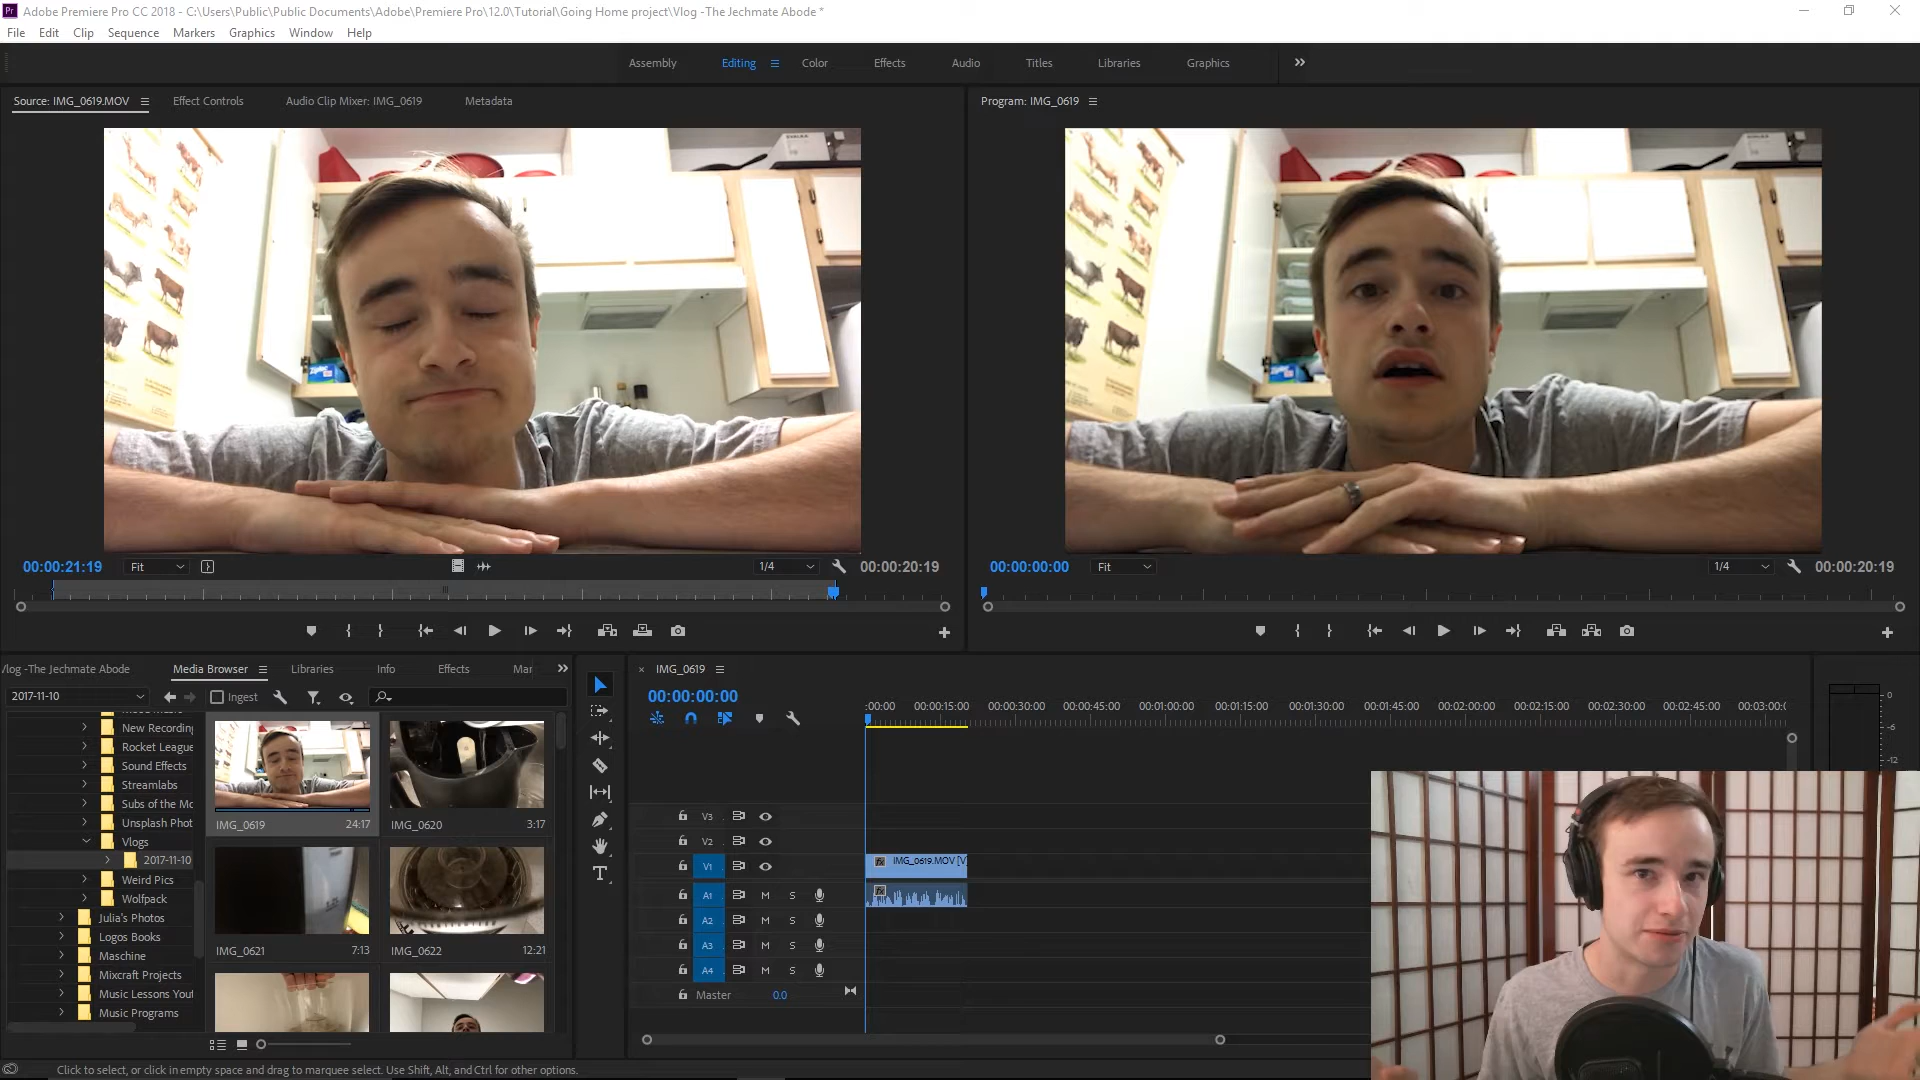 Pr Adobe Premiere Pro CC 2018 - C:\Users\Public\Public Documents\Adobe\Premiere Pro\12.0\Tutorial\Going Home project\Vlog -The Jechmate Abode *
File Edit Clip Sequence Markers Graphics Window Help
Assembly Editing Color Effects Audio Titles Libraries Graphics
Source: IMG_0619.MOV Effect Controls Audio Clip Mixer: IMG_0619 Metadata
Program: IMG_0619
00:00:21:19 Fit 1/4 00:00:20:19
00:00:00:00 Fit 1/4 00:00:20:19
/log -The Jechmate Abode Media Browser Libraries Info Effects Mar
2017-11-10 Ingest
New Recording
Rocket League
Sound Effects
Streamlabs
Subs of the Mo
Unsplash Phot
Vlogs
2017-11-10
Weird Pics
Wolfpack
Julia's Photos
Logos Books
Maschine
Mixcraft Projects
Music Lessons Yout
Music Programs
IMG_0619 24:17
IMG_0620 3:17
IMG_0621 7:13
IMG_0622 12:21
IMG_0619
00:00:00:00
:00:00 00:00:15:00 00:00:30:00 00:00:45:00 00:01:00:00 00:01:15:00 00:01:30:00 00:01:45:00 00:02:00:00 00:02:15:00 00:02:30:00 00:02:45:00 00:03:00:0
V3
V2
V1 fx IMG_0619.MOV [V
A1 M S
A2 M S
A3 M S
A4 M S
Master 0.0
0
-6
-12
Click to select, or click in empty space and drag to marquee select. Use Shift, Alt, and Ctrl for other options.